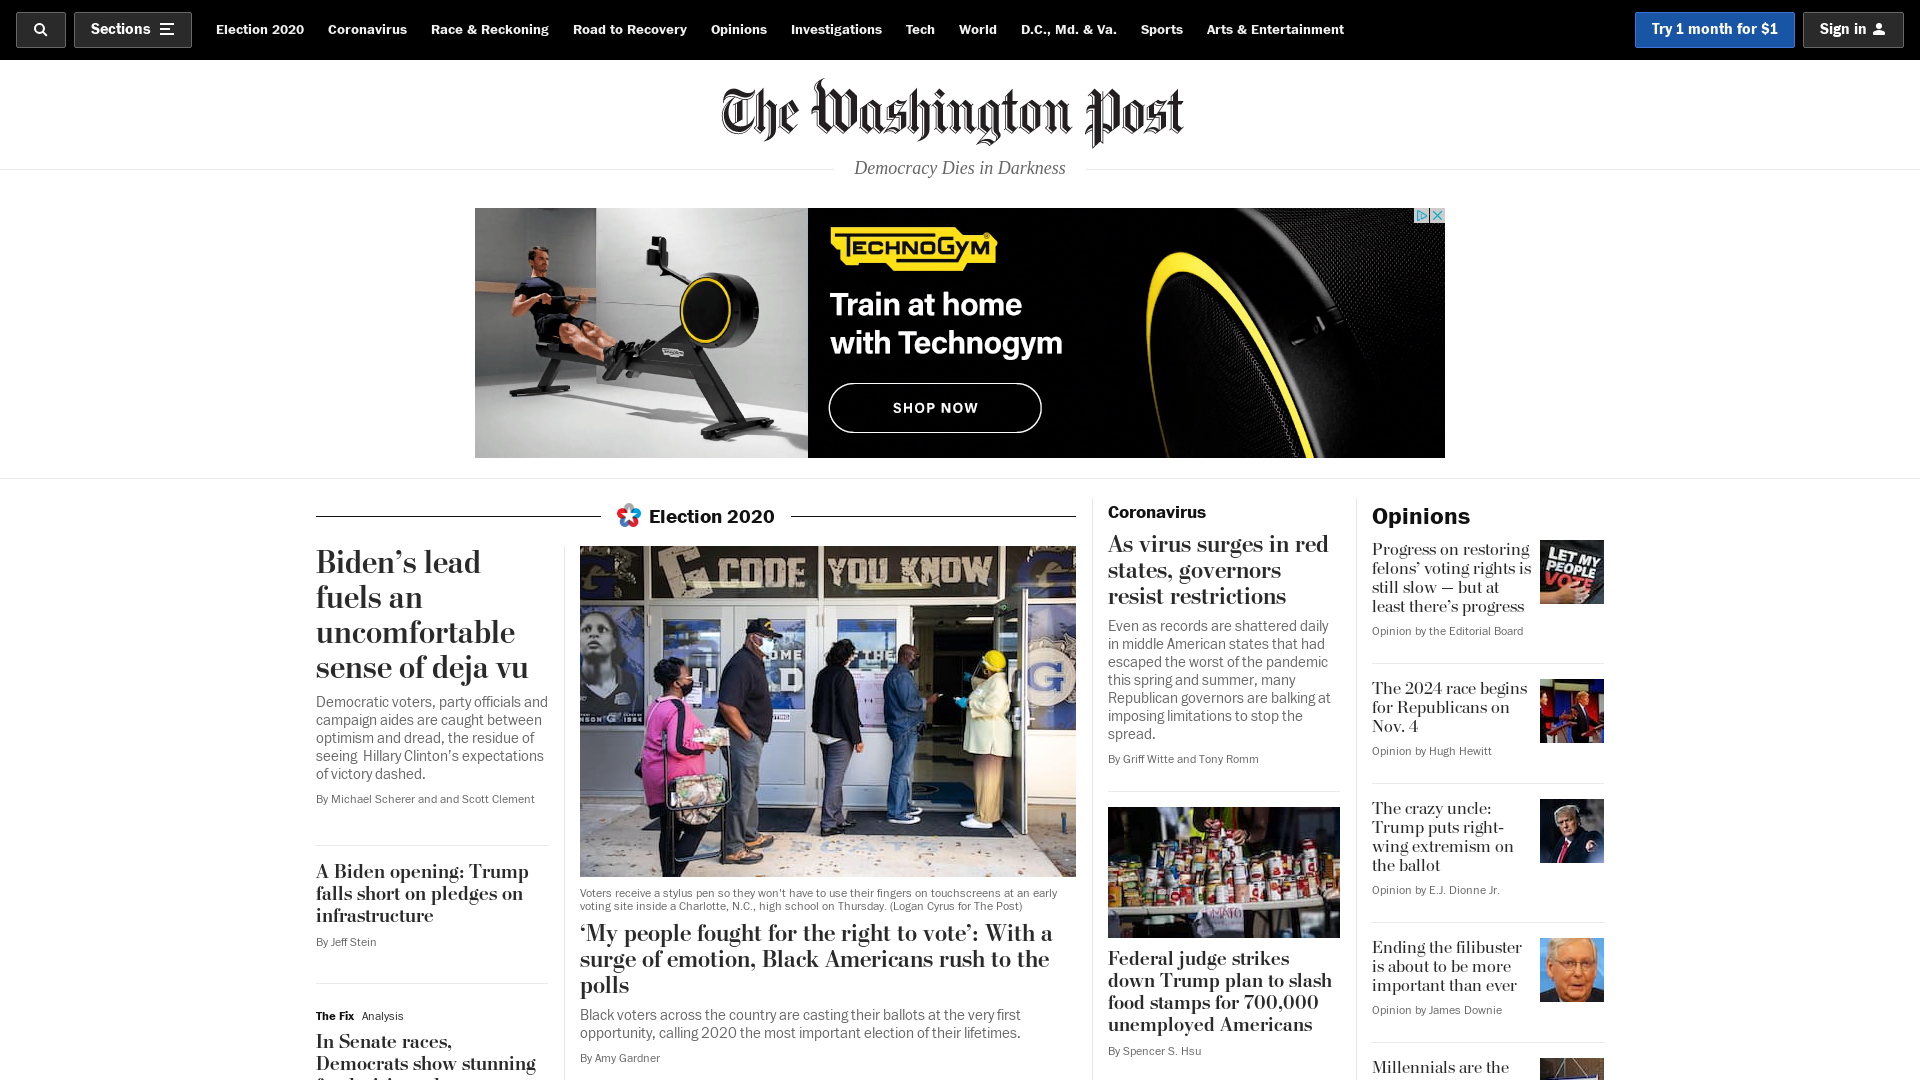 Sections
Election 2020
Coronavirus
Race & Reckoning
Road to Recovery
Opinions
Investigations
Tech
World
D.C., Md. & Va.
Sports
Arts & Entertainment
Try 1 month for $1
Sign in
The Washington Post
Democracy Dies in Darkness
TECHNOGYM
Train at home
with Technogym
SHOP NOW
Election 2020
Biden’s lead
fuels an
uncomfortable
sense of deja vu
Democratic voters, party officials and
campaign aides are caught between
optimism and dread, the residue of
seeing Hillary Clinton's expectations
of victory dashed.
By Michael Scherer and and Scott Clement
A Biden opening: Trump
falls short on pledges on
infrastructure
By Jeff Stein
The Fix Analysis
In Senate races,
Democrats show stunning
CODE YOU KNOW
Voters receive a stylus pen so they won't have to use their fingers on touchscreens at an early
voting site inside a Charlotte, N.C., high school on Thursday. (Logan Cyrus for The Post)
‘My people fought for the right to vote’: With a
surge of emotion, Black Americans rush to the
polls
Black voters across the country are casting their ballots at the very first
opportunity, calling 2020 the most important election of their lifetimes.
By Amy Gardner
Coronavirus
As virus surges in red
states, governors
resist restrictions
Even as records are shattered daily
in middle American states that had
escaped the worst of the pandemic
this spring and summer, many
Republican governors are balking at
imposing limitations to stop the
spread.
By Griff Witte and Tony Romm
Federal judge strikes
down Trump plan to slash
food stamps for 700,000
unemployed Americans
By Spencer S. Hsu
Opinions
Progress on restoring
felons’ voting rights is
still slow — but at
least there’s progress
Opinion by the Editorial Board
LET MY
PEOPLE
VOTE
The 2024 race begins
for Republicans on
Nov. 4
Opinion by Hugh Hewitt
The crazy uncle:
Trump puts right-
wing extremism on
the ballot
Opinion by E.J. Dionne Jr.
Ending the filibuster
is about to be more
important than ever
Opinion by James Downie
Millennials are the